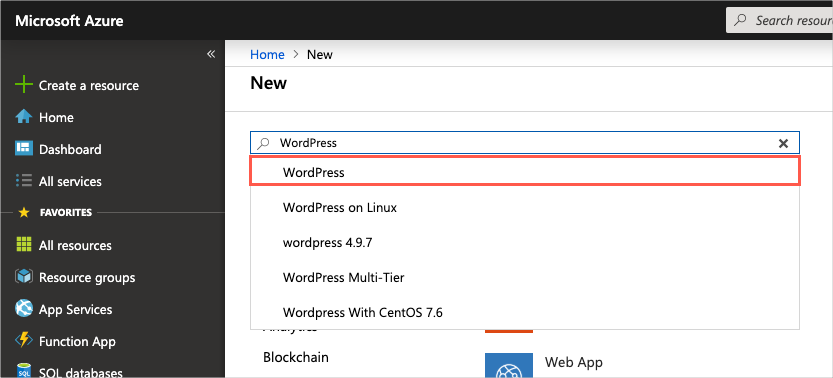 Microsoft Azure
Search resour
«
Home > New
New
Create a resource
Home
Dashboard
All services
FAVORITES
All resources
Resource groups
App Services
Function App
SQL databases
WordPress
WordPress
WordPress on Linux
wordpress 4.9.7
WordPress Multi-Tier
Wordpress With CentOS 7.6
Analytics
Blockchain
Web App